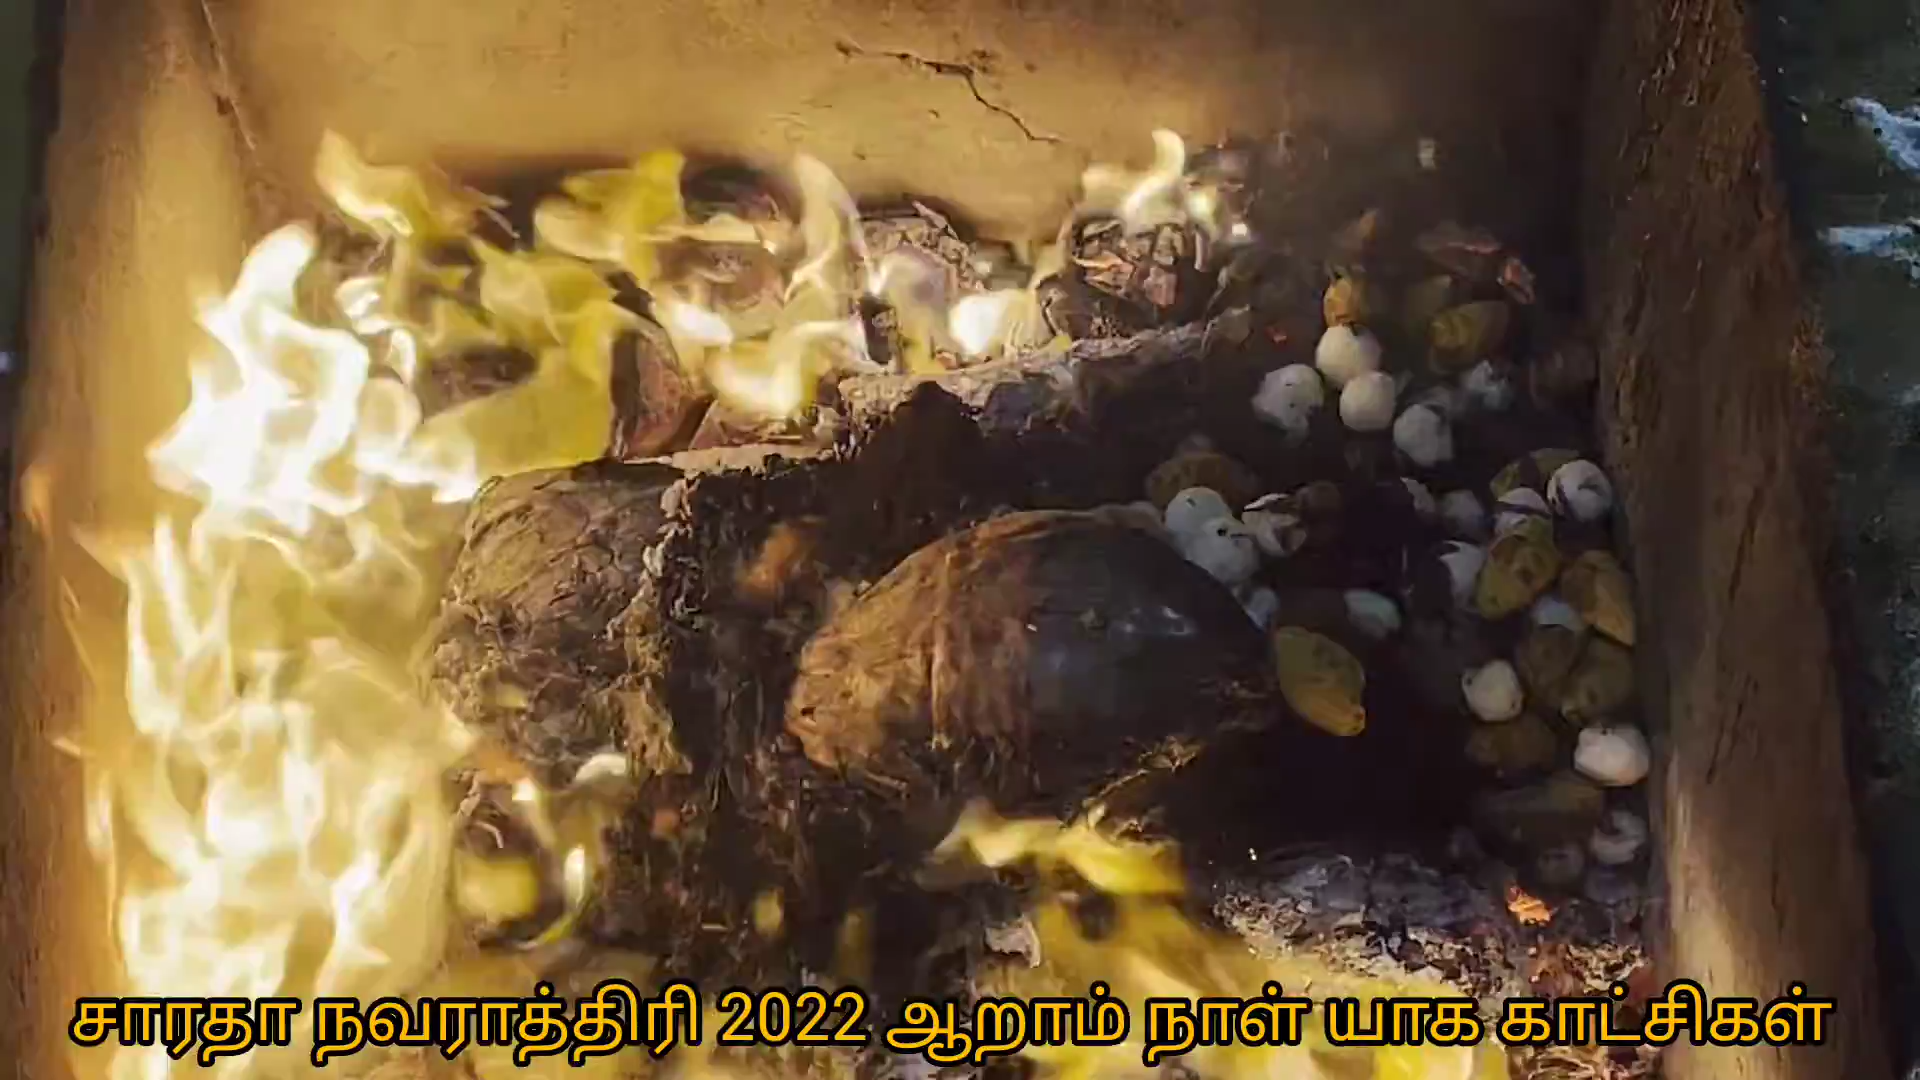 சாரதா நவராத்திரி 2022 ஆறாம் நாள் யாக காட்சிகள்